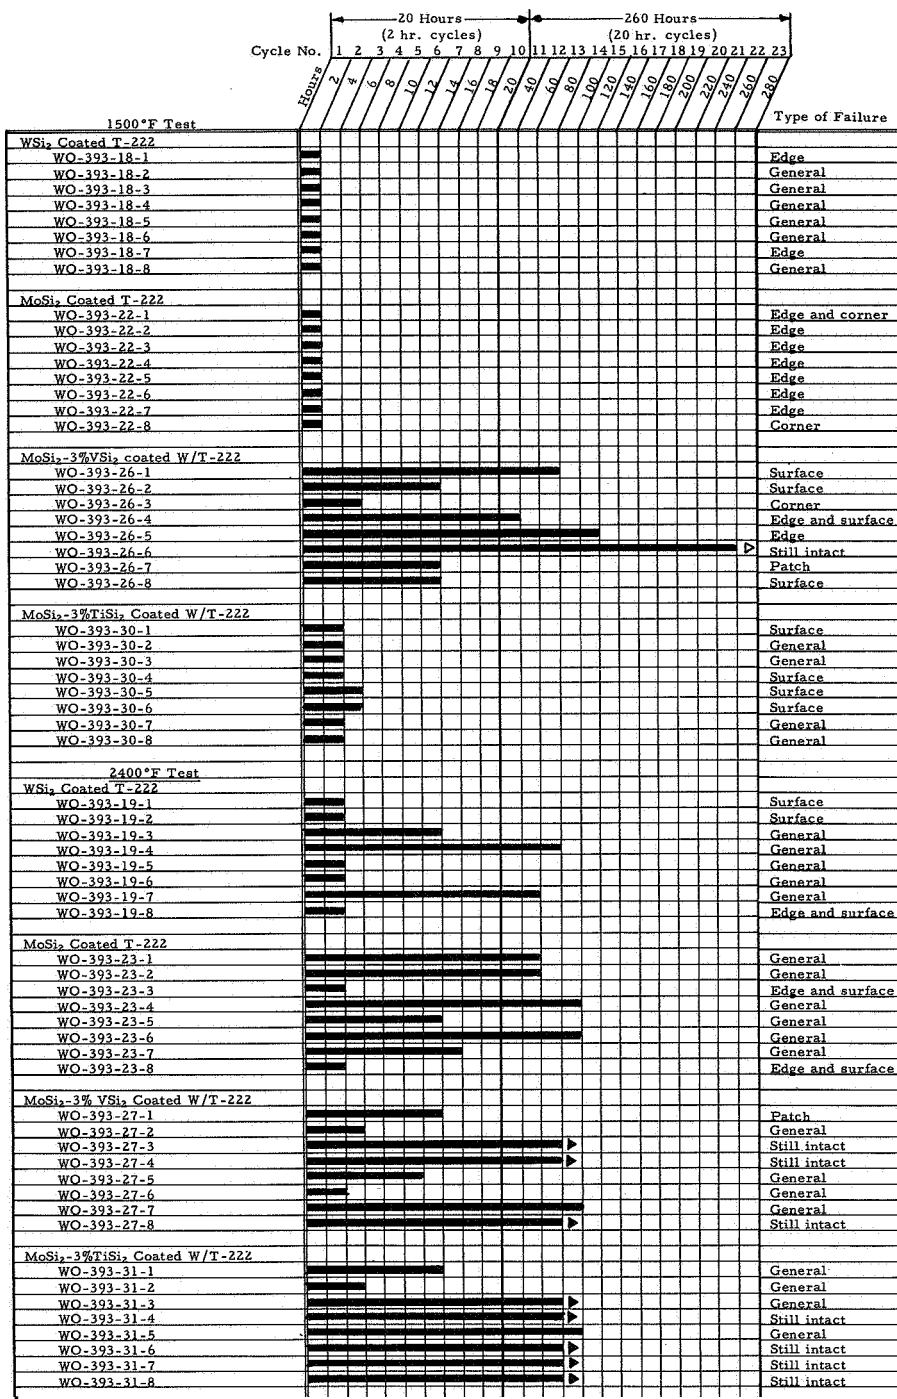 20 Hours 260 Hours
(2 hr. cycles) (20 hr. cycles)
Cycle No. 1 2 3 4 5 6 7 8 9 10 11 12 13 14 15 16 17 18 19 20 21 22 23
Hours 2 4 6 8 10 12 14 16 18 20 40 60 80 100 120 140 160 180 200 220 240 260 280
1500°F Test Type of Failure
WSi₂ Coated T-222
WO-393-18-1 Edge
WO-393-18-2 General
WO-393-18-3 General
WO-393-18-4 General
WO-393-18-5 General
WO-393-18-6 General
WO-393-18-7 Edge
WO-393-18-8 General
MoSi₂ Coated T-222
WO-393-22-1 Edge and corner
WO-393-22-2 Edge
WO-393-22-3 Edge
WO-393-22-4 Edge
WO-393-22-5 Edge
WO-393-22-6 Edge
WO-393-22-7 Edge
WO-393-22-8 Corner
MoSi₂-3%VSi₂ coated W/T-222
WO-393-26-1 Surface
WO-393-26-2 Surface
WO-393-26-3 Corner
WO-393-26-4 Edge and surface
WO-393-26-5 Edge
WO-393-26-6 Still intact
WO-393-26-7 Patch
WO-393-26-8 Surface
MoSi₂-3%TiSi₂ Coated W/T-222
WO-393-30-1 Surface
WO-393-30-2 General
WO-393-30-3 General
WO-393-30-4 Surface
WO-393-30-5 Surface
WO-393-30-6 Surface
WO-393-30-7 General
WO-393-30-8 General
2400°F Test
WSi₂ Coated T-222
WO-393-19-1 Surface
WO-393-19-2 Surface
WO-393-19-3 General
WO-393-19-4 General
WO-393-19-5 General
WO-393-19-6 General
WO-393-19-7 General
WO-393-19-8 Edge and surface
MoSi₂ Coated T-222
WO-393-23-1 General
WO-393-23-2 General
WO-393-23-3 Edge and surface
WO-393-23-4 General
WO-393-23-5 General
WO-393-23-6 General
WO-393-23-7 General
WO-393-23-8 Edge and surface
MoSi₂-3% VSi₂ Coated W/T-222
WO-393-27-1 Patch
WO-393-27-2 General
WO-393-27-3 Still intact
WO-393-27-4 Still intact
WO-393-27-5 General
WO-393-27-6 General
WO-393-27-7 General
WO-393-27-8 Still intact
MoSi₂-3%TiSi₂ Coated W/T-222
WO-393-31-1 General
WO-393-31-2 General
WO-393-31-3 General
WO-393-31-4 Still intact
WO-393-31-5 General
WO-393-31-6 Still intact
WO-393-31-7 Still intact
WO-393-31-8 Still intact